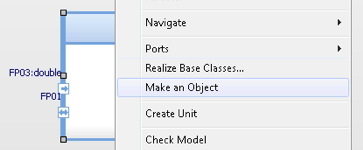 Navigate
Ports
Realize Base Classes...
FP03:double
Make an Object
FP01
Create Unit
Check Model